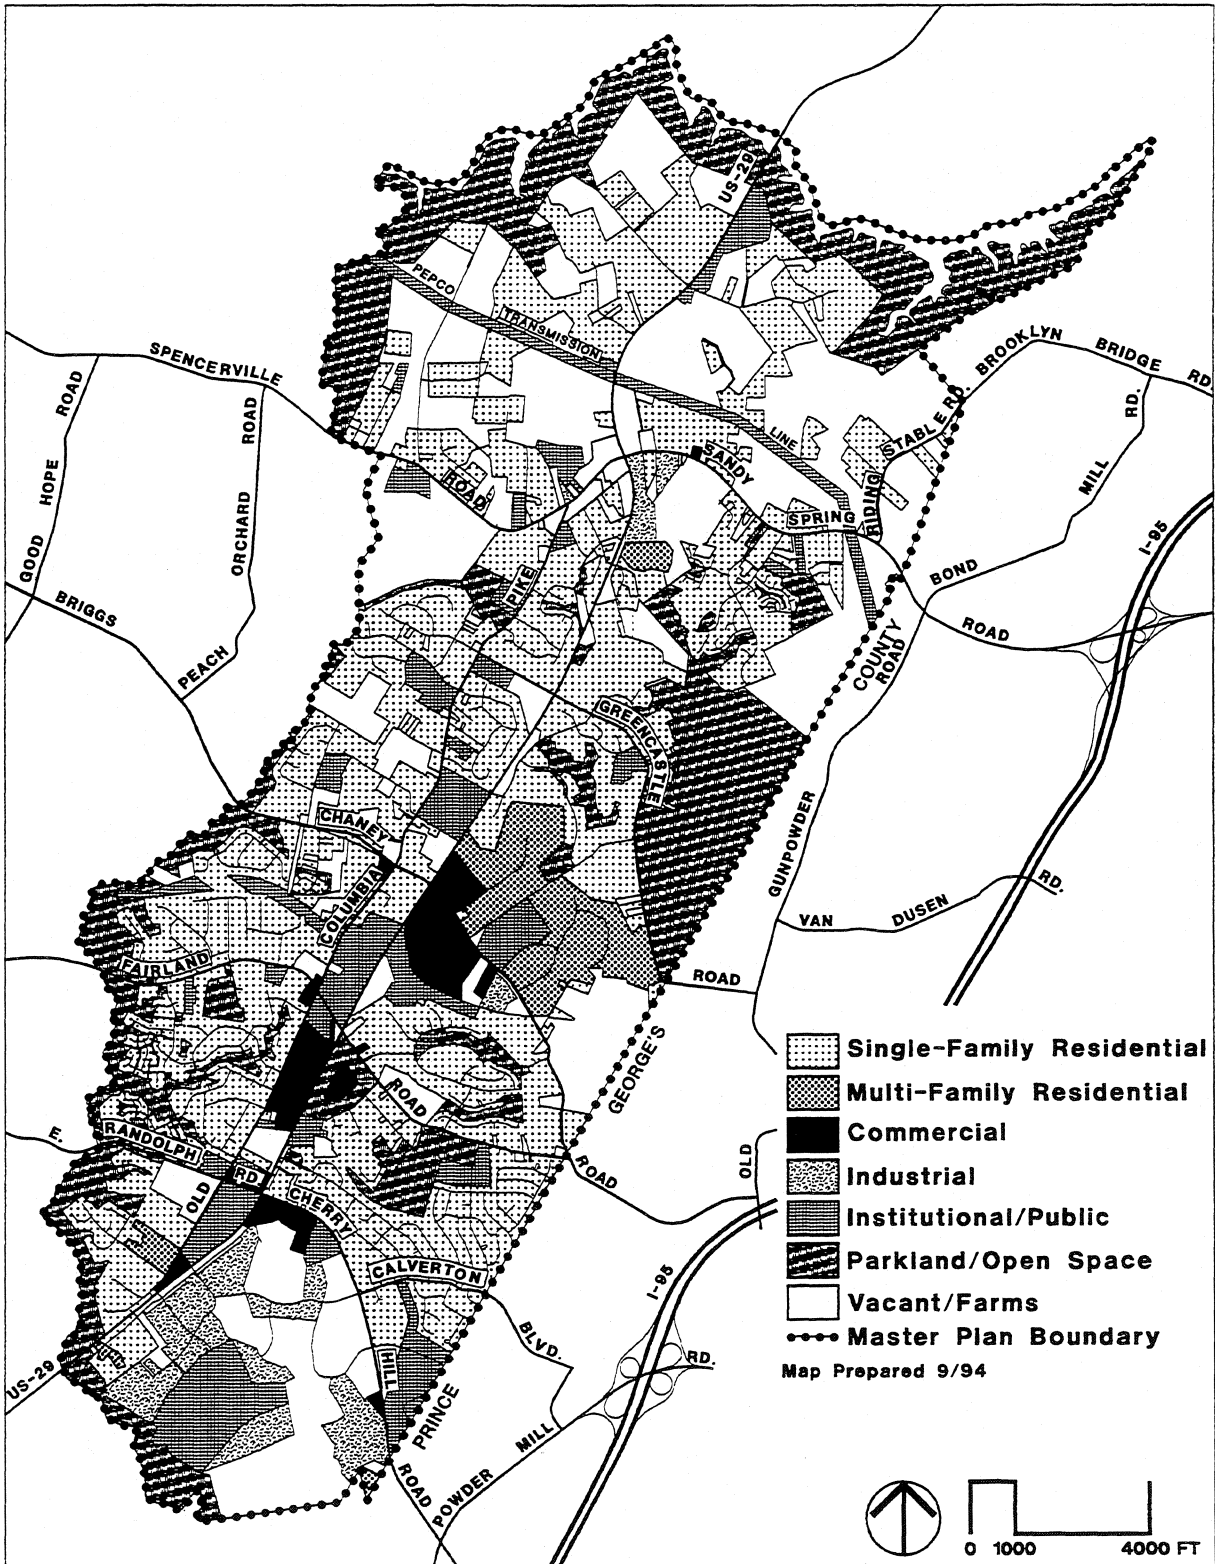 US-29
PEPCO
TRANSMISSION
LINE
SPENCERVILLE
ROAD
GOOD HOPE ROAD
ORCHARD ROAD
PEACH
BRIGGS
CHANEY
SANDY
SPRING
RIDING
STABLE RD.
BROOKLYN
BRIDGE
RD.
MILL
RD.
BOND
ROAD
I-95
PIKE
COLUMBIA
OLD
COUNTY
ROAD
GUNPOWDER
GREENCASTLE
ROAD
VAN
DUSEN
RD.
FAIRLAND
ROAD
ROAD
GEORGE'S
PRINCE
E.
RANDOLPH
RD.
CHERRY
HILL
ROAD
CALVERTON
BLVD.
OLD
I-95
US-29
POWDER
MILL
RD.
Single-Family Residential
Multi-Family Residential
Commercial
Industrial
Institutional/Public
Parkland/Open Space
Vacant/Farms
Master Plan Boundary
Map Prepared 9/94
0 1000 4000 FT